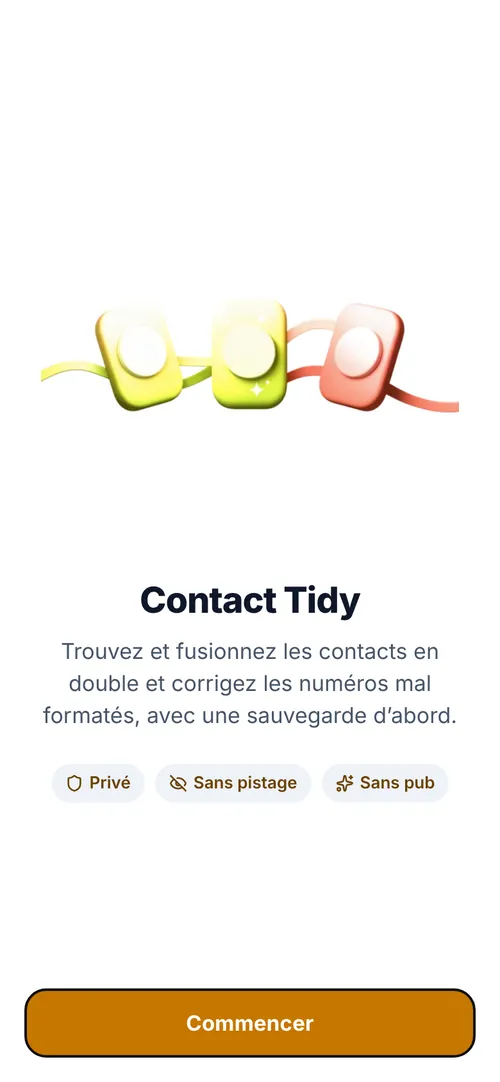 Contact Tidy
Trouvez et fusionnez les contacts en
double et corrigez les numéros mal
formatés, avec une sauvegarde d’abord.
Privé
Sans pistage
Sans pub
Commencer